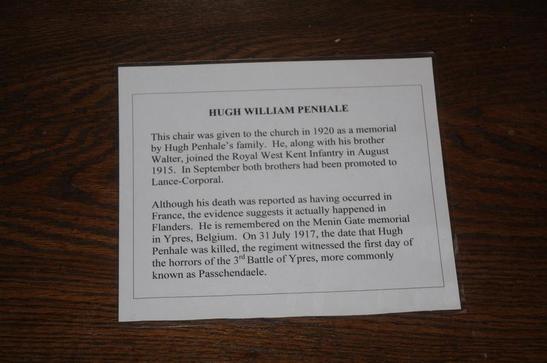 HUGH WILLIAM PENHALE
This chair was given to the church in 1920 as a memorial
by Hugh Penhale's family. He, along with his brother
Walter, joined the Royal West Kent Infantry in August
1915. In September both brothers had been promoted to
Lance-Corporal.
Although his death was reported as having occurred in
France, the evidence suggests it actually happened in
Flanders. He is remembered on the Menin Gate memorial
in Ypres, Belgium. On 31 July 1917, the date that Hugh
Penhale was killed, the regiment witnessed the first day of
the horrors of the 3rd Battle of Ypres, more commonly
known as Passchendaele.